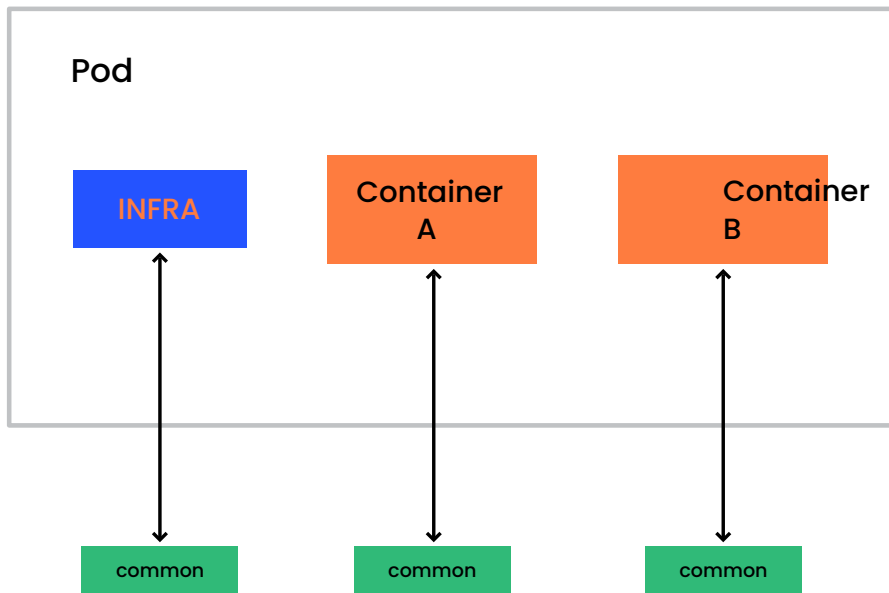 Pod
INFRA
Container
A
Container
B
common
common
common